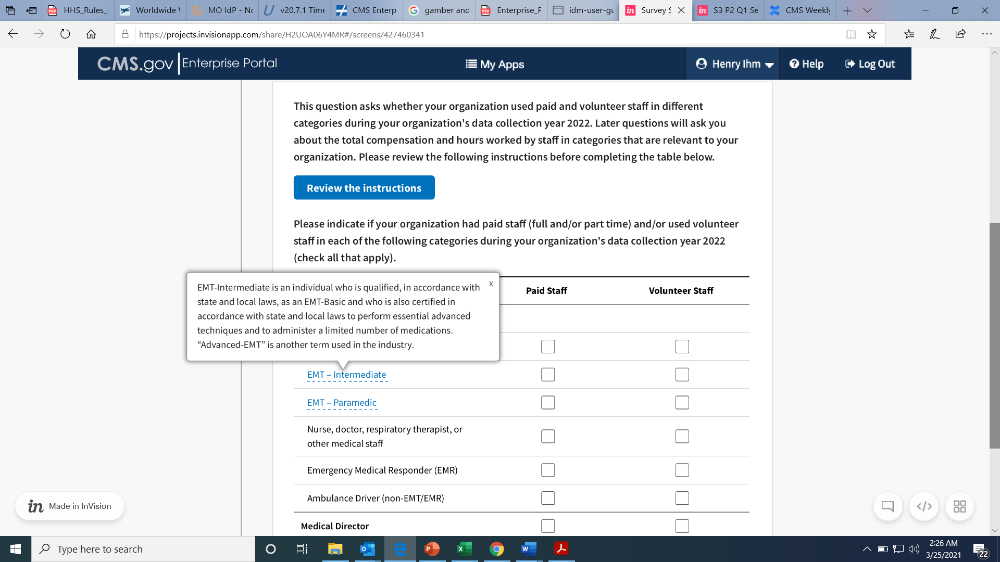 HHS_Rules_
Worldwide
MO IdP - No
v20.7.1 Time
CMS Enterp
gamber and
Enterprise_P
idm-user-gu
Survey S
S3 P2 Q1 Se
CMS Weekly
https://projects.invisionapp.com/share/H2UOA06Y4MR#/screens/427460341
CMS.gov Enterprise Portal
My Apps
Henry Ihm
Help
Log Out
This question asks whether your organization used paid and volunteer staff in different
categories during your organization's data collection year 2022. Later questions will ask you
about the total compensation and hours worked by staff in categories that are relevant to your
organization. Please review the following instructions before completing the table below.
Review the instructions
Please indicate if your organization had paid staff (full and/or part time) and/or used volunteer
staff in each of the following categories during your organization's data collection year 2022
(check all that apply).
EMT-Intermediate is an individual who is qualified, in accordance with
state and local laws, as an EMT-Basic and who is also certified in
accordance with state and local laws to perform essential advanced
techniques and to administer a limited number of medications.
“Advanced-EMT” is another term used in the industry.
x
Paid Staff
Volunteer Staff
EMT – Intermediate
EMT – Paramedic
Nurse, doctor, respiratory therapist, or
other medical staff
Emergency Medical Responder (EMR)
Ambulance Driver (non-EMT/EMR)
Medical Director
in Made in InVision
Type here to search
2:26 AM
3/25/2021
22